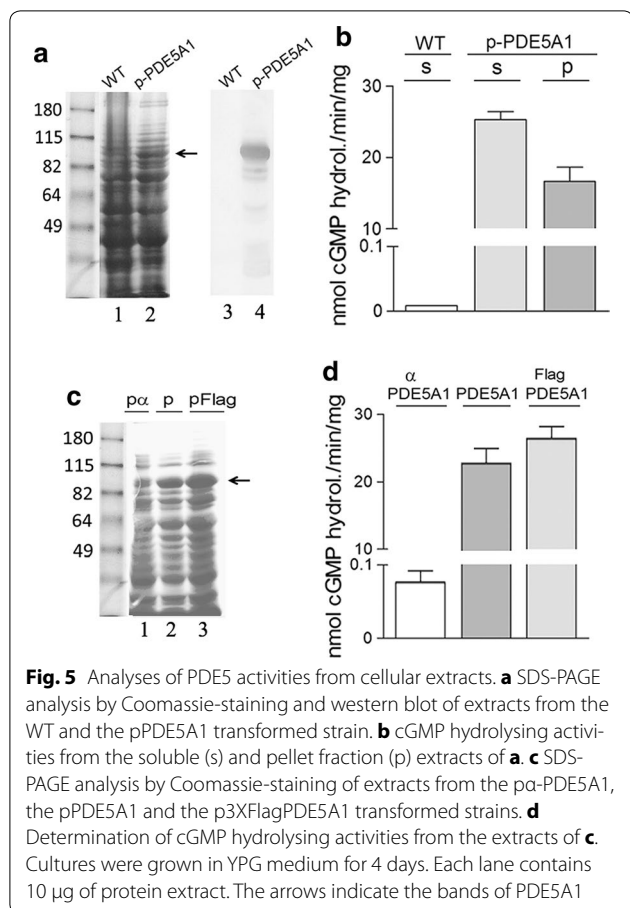 a
WT
p-PDE5A1
WT
p-PDE5A1
180
115
82
64
49
1
2
3
4
b
WT
p-PDE5A1
s
s
p
nmol cGMP hydrol./min/mg
30
20
10
0.1
0
c
pα
p
pFlag
180
115
82
64
49
1
2
3
d
α
PDE5A1
PDE5A1
Flag
PDE5A1
nmol cGMP hydrol./min/mg
30
20
10
0.1
0
Fig. 5 Analyses of PDE5 activities from cellular extracts. a SDS-PAGE
analysis by Coomassie-staining and western blot of extracts from the
WT and the pPDE5A1 transformed strain. b cGMP hydrolysing activi-
ties from the soluble (s) and pellet fraction (p) extracts of a. c SDS-
PAGE analysis by Coomassie-staining of extracts from the pα-PDE5A1,
the pPDE5A1 and the p3XFlagPDE5A1 transformed strains. d
Determination of cGMP hydrolysing activities from the extracts of c.
Cultures were grown in YPG medium for 4 days. Each lane contains
10 μg of protein extract. The arrows indicate the bands of PDE5A1